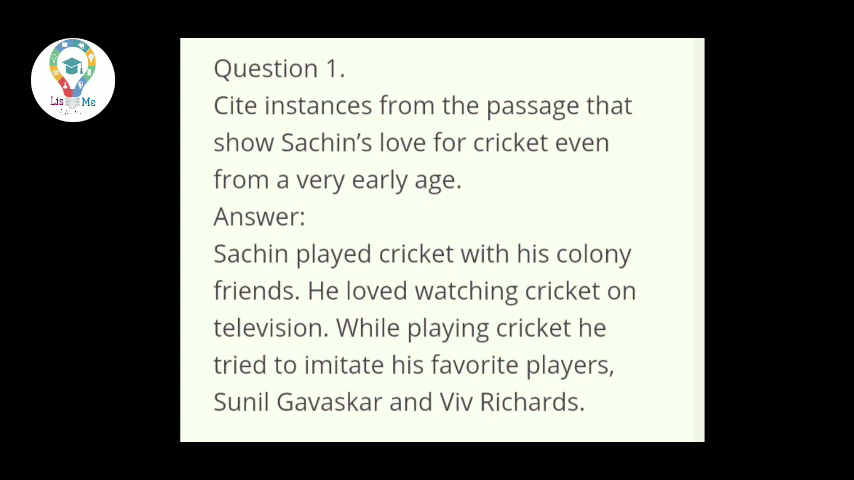 Lis Me
Question 1.
Cite instances from the passage that
show Sachin’s love for cricket even
from a very early age.
Answer:
Sachin played cricket with his colony
friends. He loved watching cricket on
television. While playing cricket he
tried to imitate his favorite players,
Sunil Gavaskar and Viv Richards.